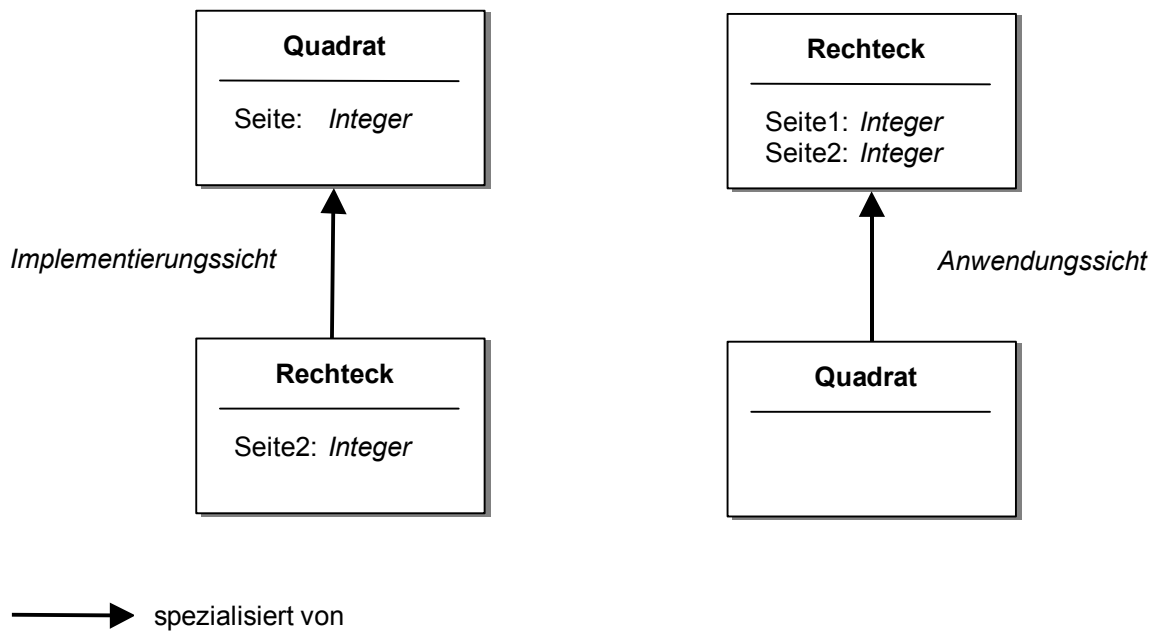 Quadrat
Seite: Integer
Implementierungssicht
Rechteck
Seite2: Integer
Rechteck
Seite1: Integer
Seite2: Integer
Anwendungssicht
Quadrat
spezialisiert von